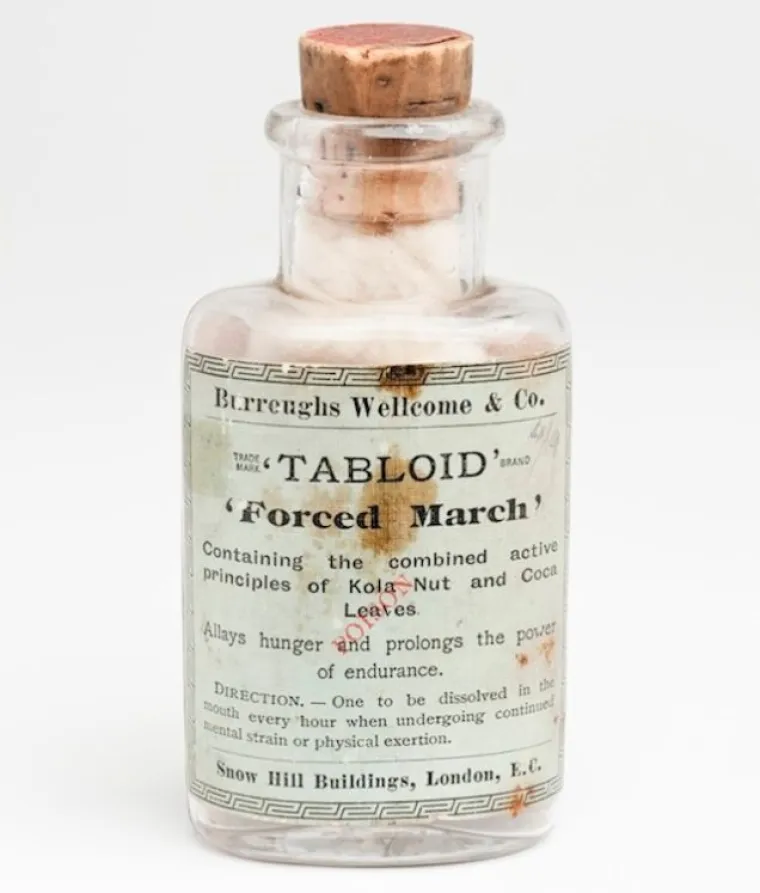 Burroughs Wellcome & Co.
TRADE MARK 'TABLOID' BRAND
'Forced March'
Containing the combined active
principles of Kola Nut and Coca
Leaves.
POISON
Allays hunger and prolongs the power
of endurance.
DIRECTION. — One to be dissolved in the
mouth every hour when undergoing continued
mental strain or physical exertion.
Snow Hill Buildings, London, E.C.